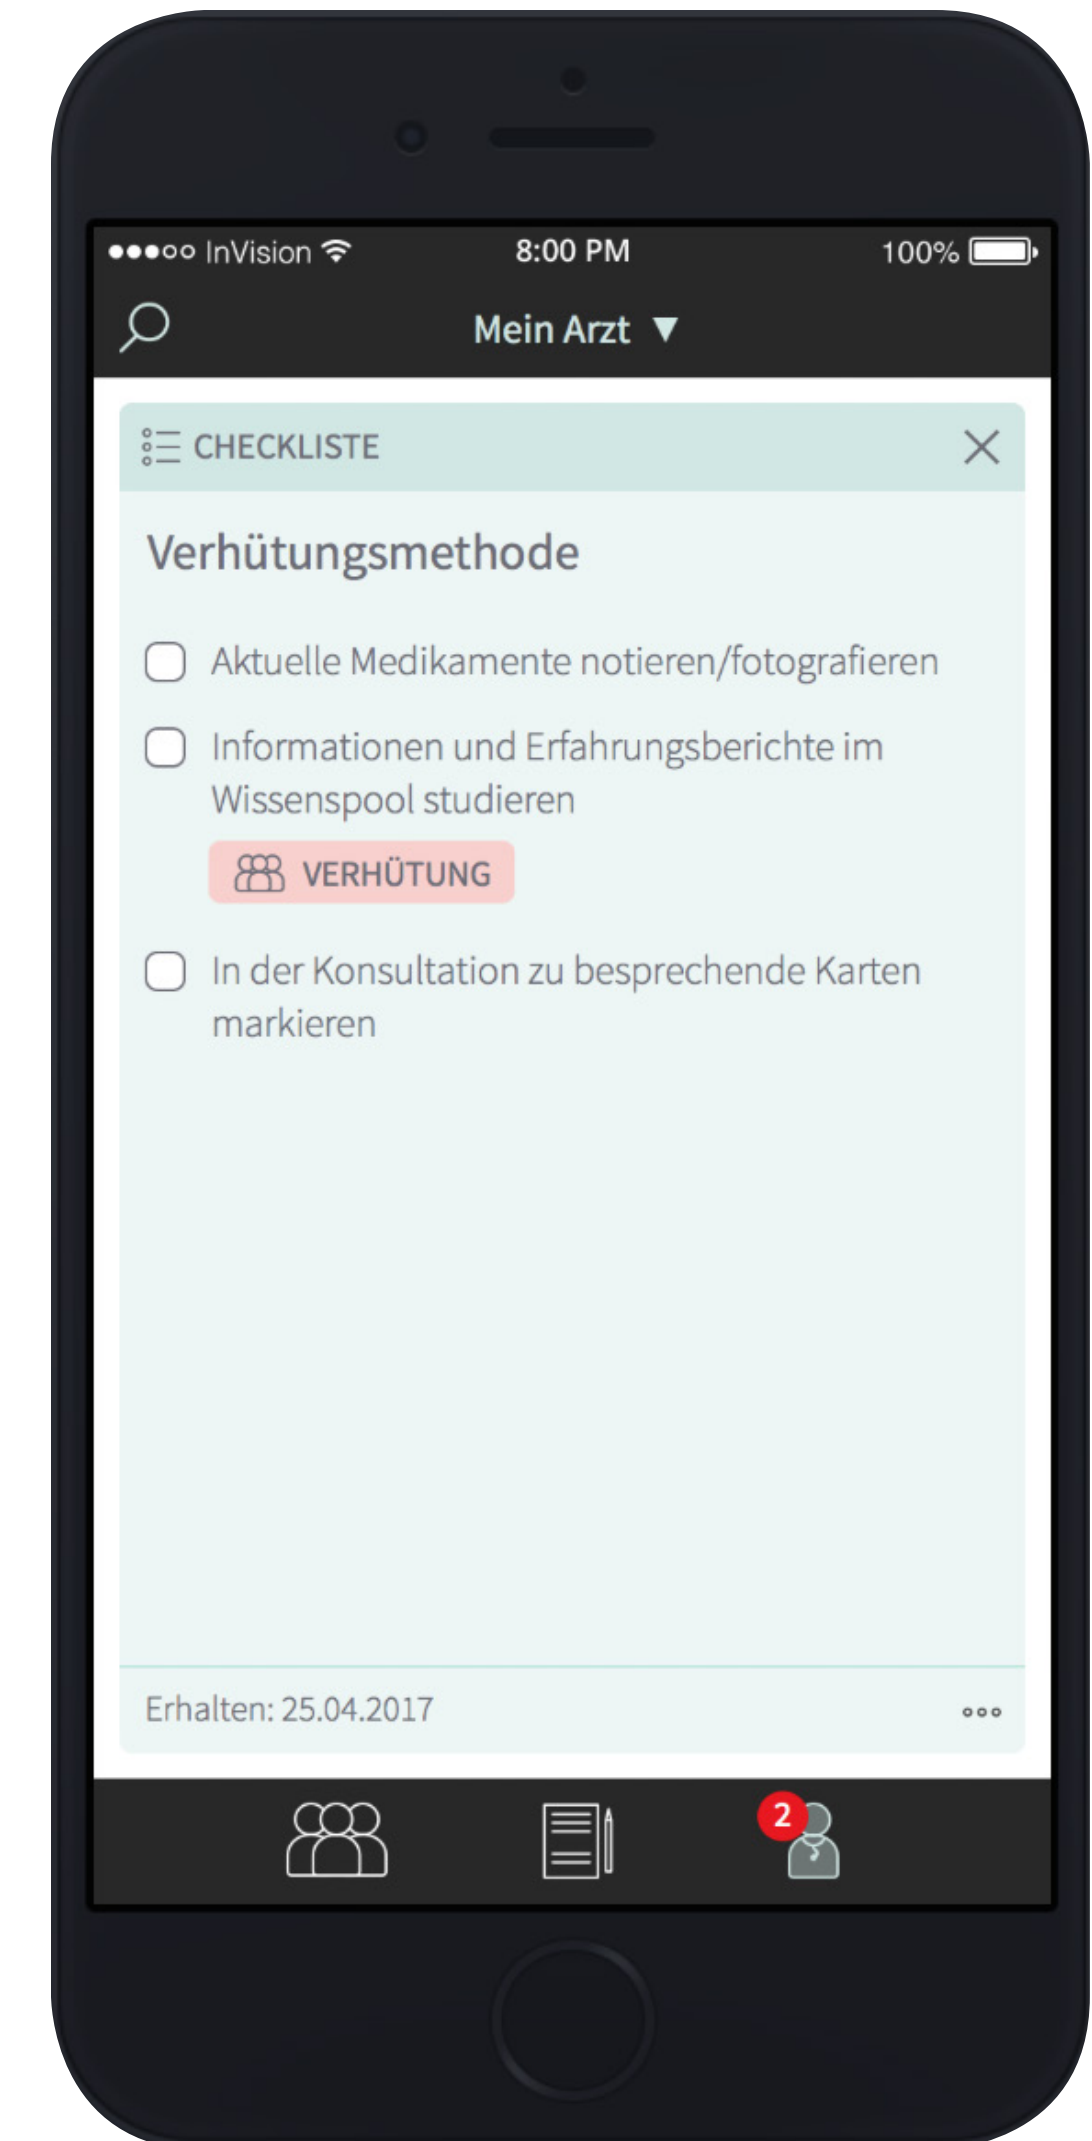 InVision 8:00 PM 100%
Mein Arzt ▼
CHECKLISTE
Verhütungsmethode
Aktuelle Medikamente notieren/fotografieren
Informationen und Erfahrungsberichte im
Wissenspool studieren
VERHÜTUNG
In der Konsultation zu besprechende Karten
markieren
Erhalten: 25.04.2017
2